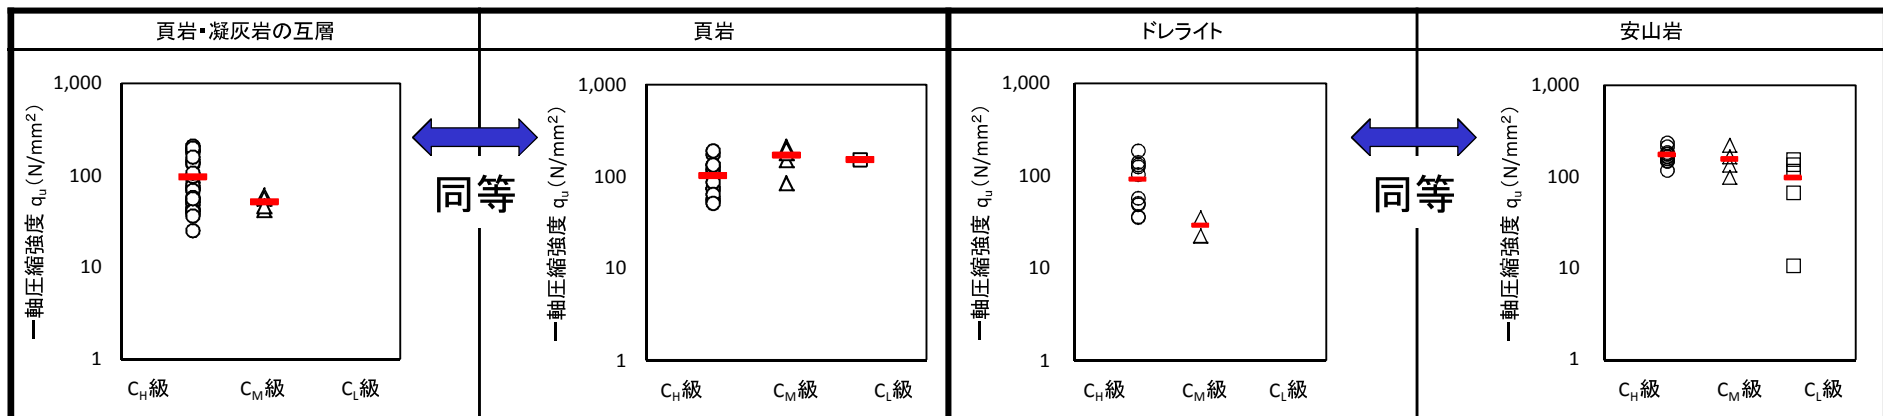 頁岩・凝灰岩の互層
頁岩
ドレライト
安山岩
一軸圧縮強度 qu(N/mm²)
1,000
100
10
1
CH級 CM級 CL級
同等
一軸圧縮強度 qu(N/mm²)
1,000
100
10
1
CH級 CM級 CL級
一軸圧縮強度 qu(N/mm²)
1,000
100
10
1
CH級 CM級 CL級
同等
一軸圧縮強度 qu(N/mm²)
1,000
100
10
1
CH級 CM級 CL級